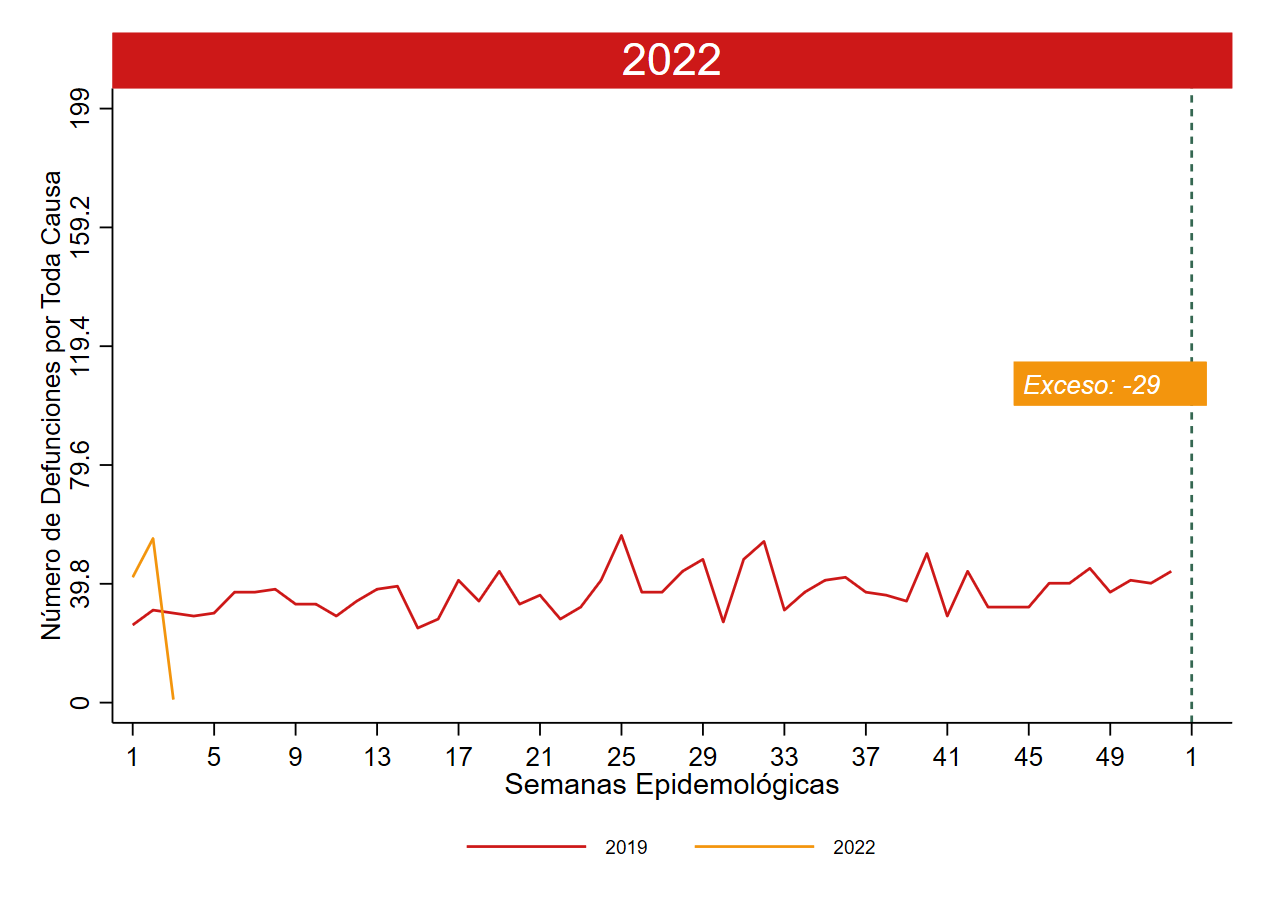 2022
Número de Defunciones por Toda Causa
199
159.2
119.4
79.6
39.8
0
Exceso: -29
1 5 9 13 17 21 25 29 33 37 41 45 49 1
Semanas Epidemológicas
2019 2022